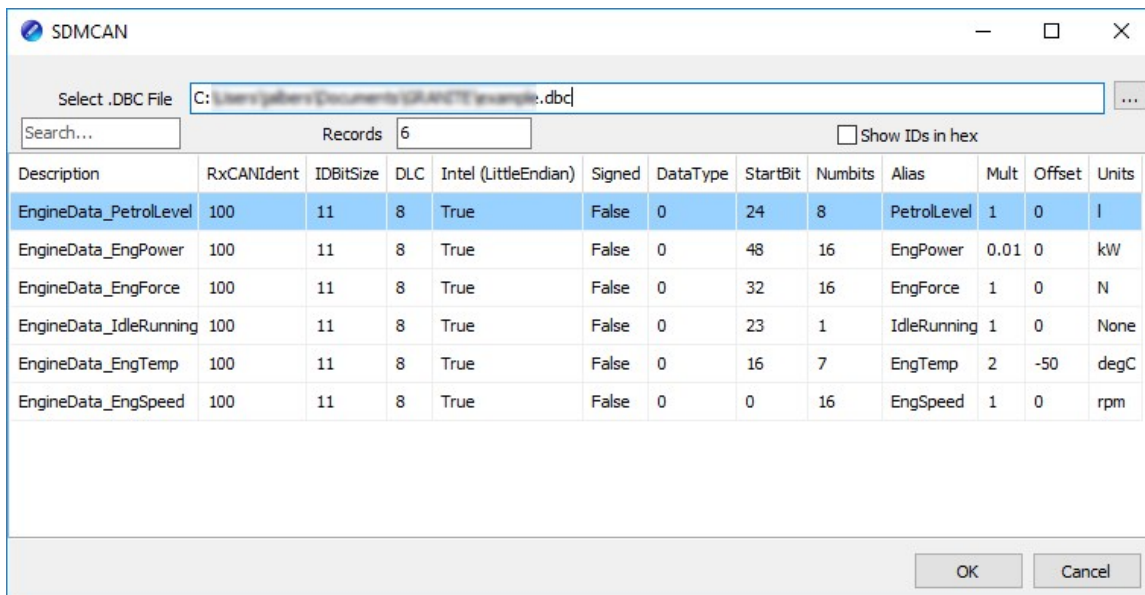 SDMCAN
Select .DBC File C: .dbc ...
Search... Records 6 Show IDs in hex
Description RxCANIdent IDBitSize DLC Intel (LittleEndian) Signed DataType StartBit Numbits Alias Mult Offset Units
EngineData_PetrolLevel 100 11 8 True False 0 24 8 PetrolLevel 1 0 l
EngineData_EngPower 100 11 8 True False 0 48 16 EngPower 0.01 0 kW
EngineData_EngForce 100 11 8 True False 0 32 16 EngForce 1 0 N
EngineData_IdleRunning 100 11 8 True False 0 23 1 IdleRunning 1 0 None
EngineData_EngTemp 100 11 8 True False 0 16 7 EngTemp 2 -50 degC
EngineData_EngSpeed 100 11 8 True False 0 0 16 EngSpeed 1 0 rpm
OK Cancel